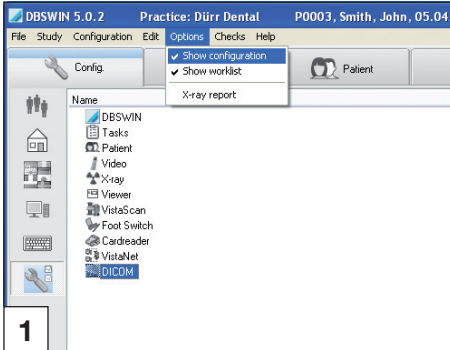 DBSWIN 5.0.2 Practice: Dürr Dental P0003, Smith, John, 05.04
File Study Configuration Edit Options Checks Help
Show configuration
Show worklist
X-ray report
Config.
Patient
Name
DBSWIN
Tasks
Patient
Video
X-ray
Viewer
VistaScan
Foot Switch
Cardreader
VistaNet
DICOM
1